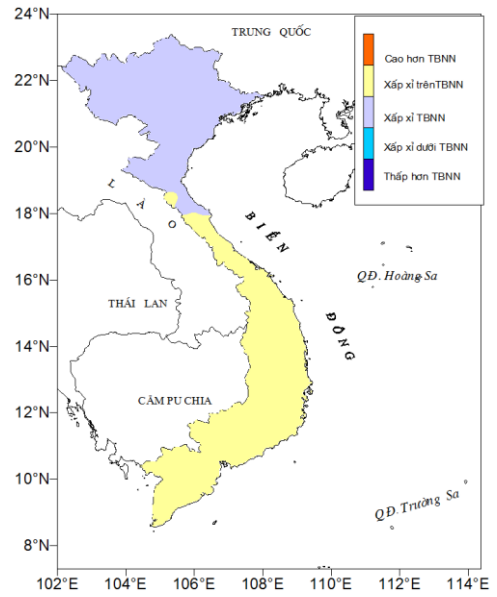 24°N
22°N
20°N
18°N
16°N
14°N
12°N
10°N
8°N
TRUNG QUỐC
Cao hơn TBNN
Xấp xỉ trênTBNN
Xấp xỉ TBNN
Xấp xỉ dưới TBNN
Thấp hơn TBNN
LÀO
BIỂN
ĐÔNG
QĐ. Hoàng Sa
THÁI LAN
CĂM PU CHIA
QĐ. Trường Sa
102°E 104°E 106°E 108°E 110°E 112°E 114°E